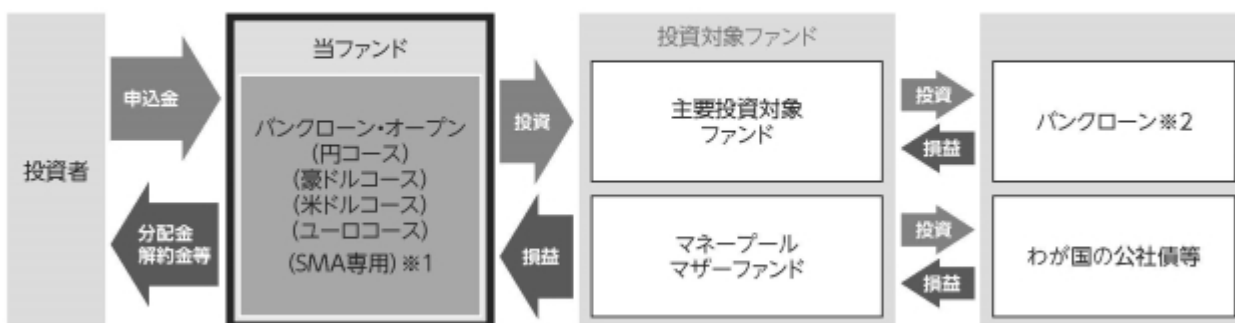 投資者
申込金
分配金
解約金等
当ファンド
バンクローン・オープン
(円コース)
(豪ドルコース)
(米ドルコース)
(ユーロコース)
(SMA専用)※1
投資
損益
投資対象ファンド
主要投資対象
ファンド
マネープール
マザーファンド
投資
損益
投資
損益
バンクローン※2
わが国の公社債等